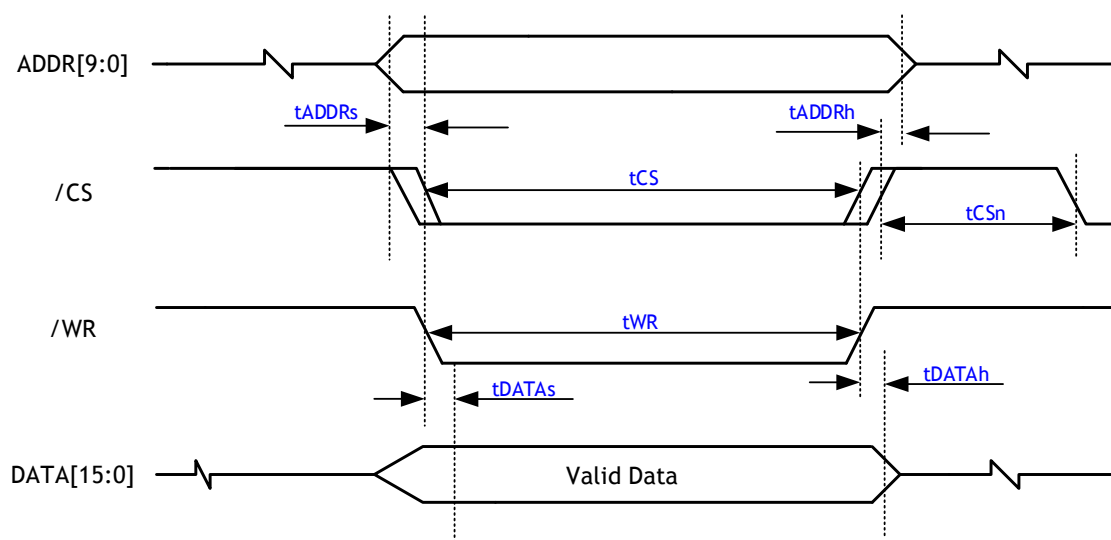 ADDR[9:0]
tADDRs
tADDRh
/CS
tCS
tCSn
/WR
tWR
tDATAs
tDATAh
DATA[15:0]
Valid Data